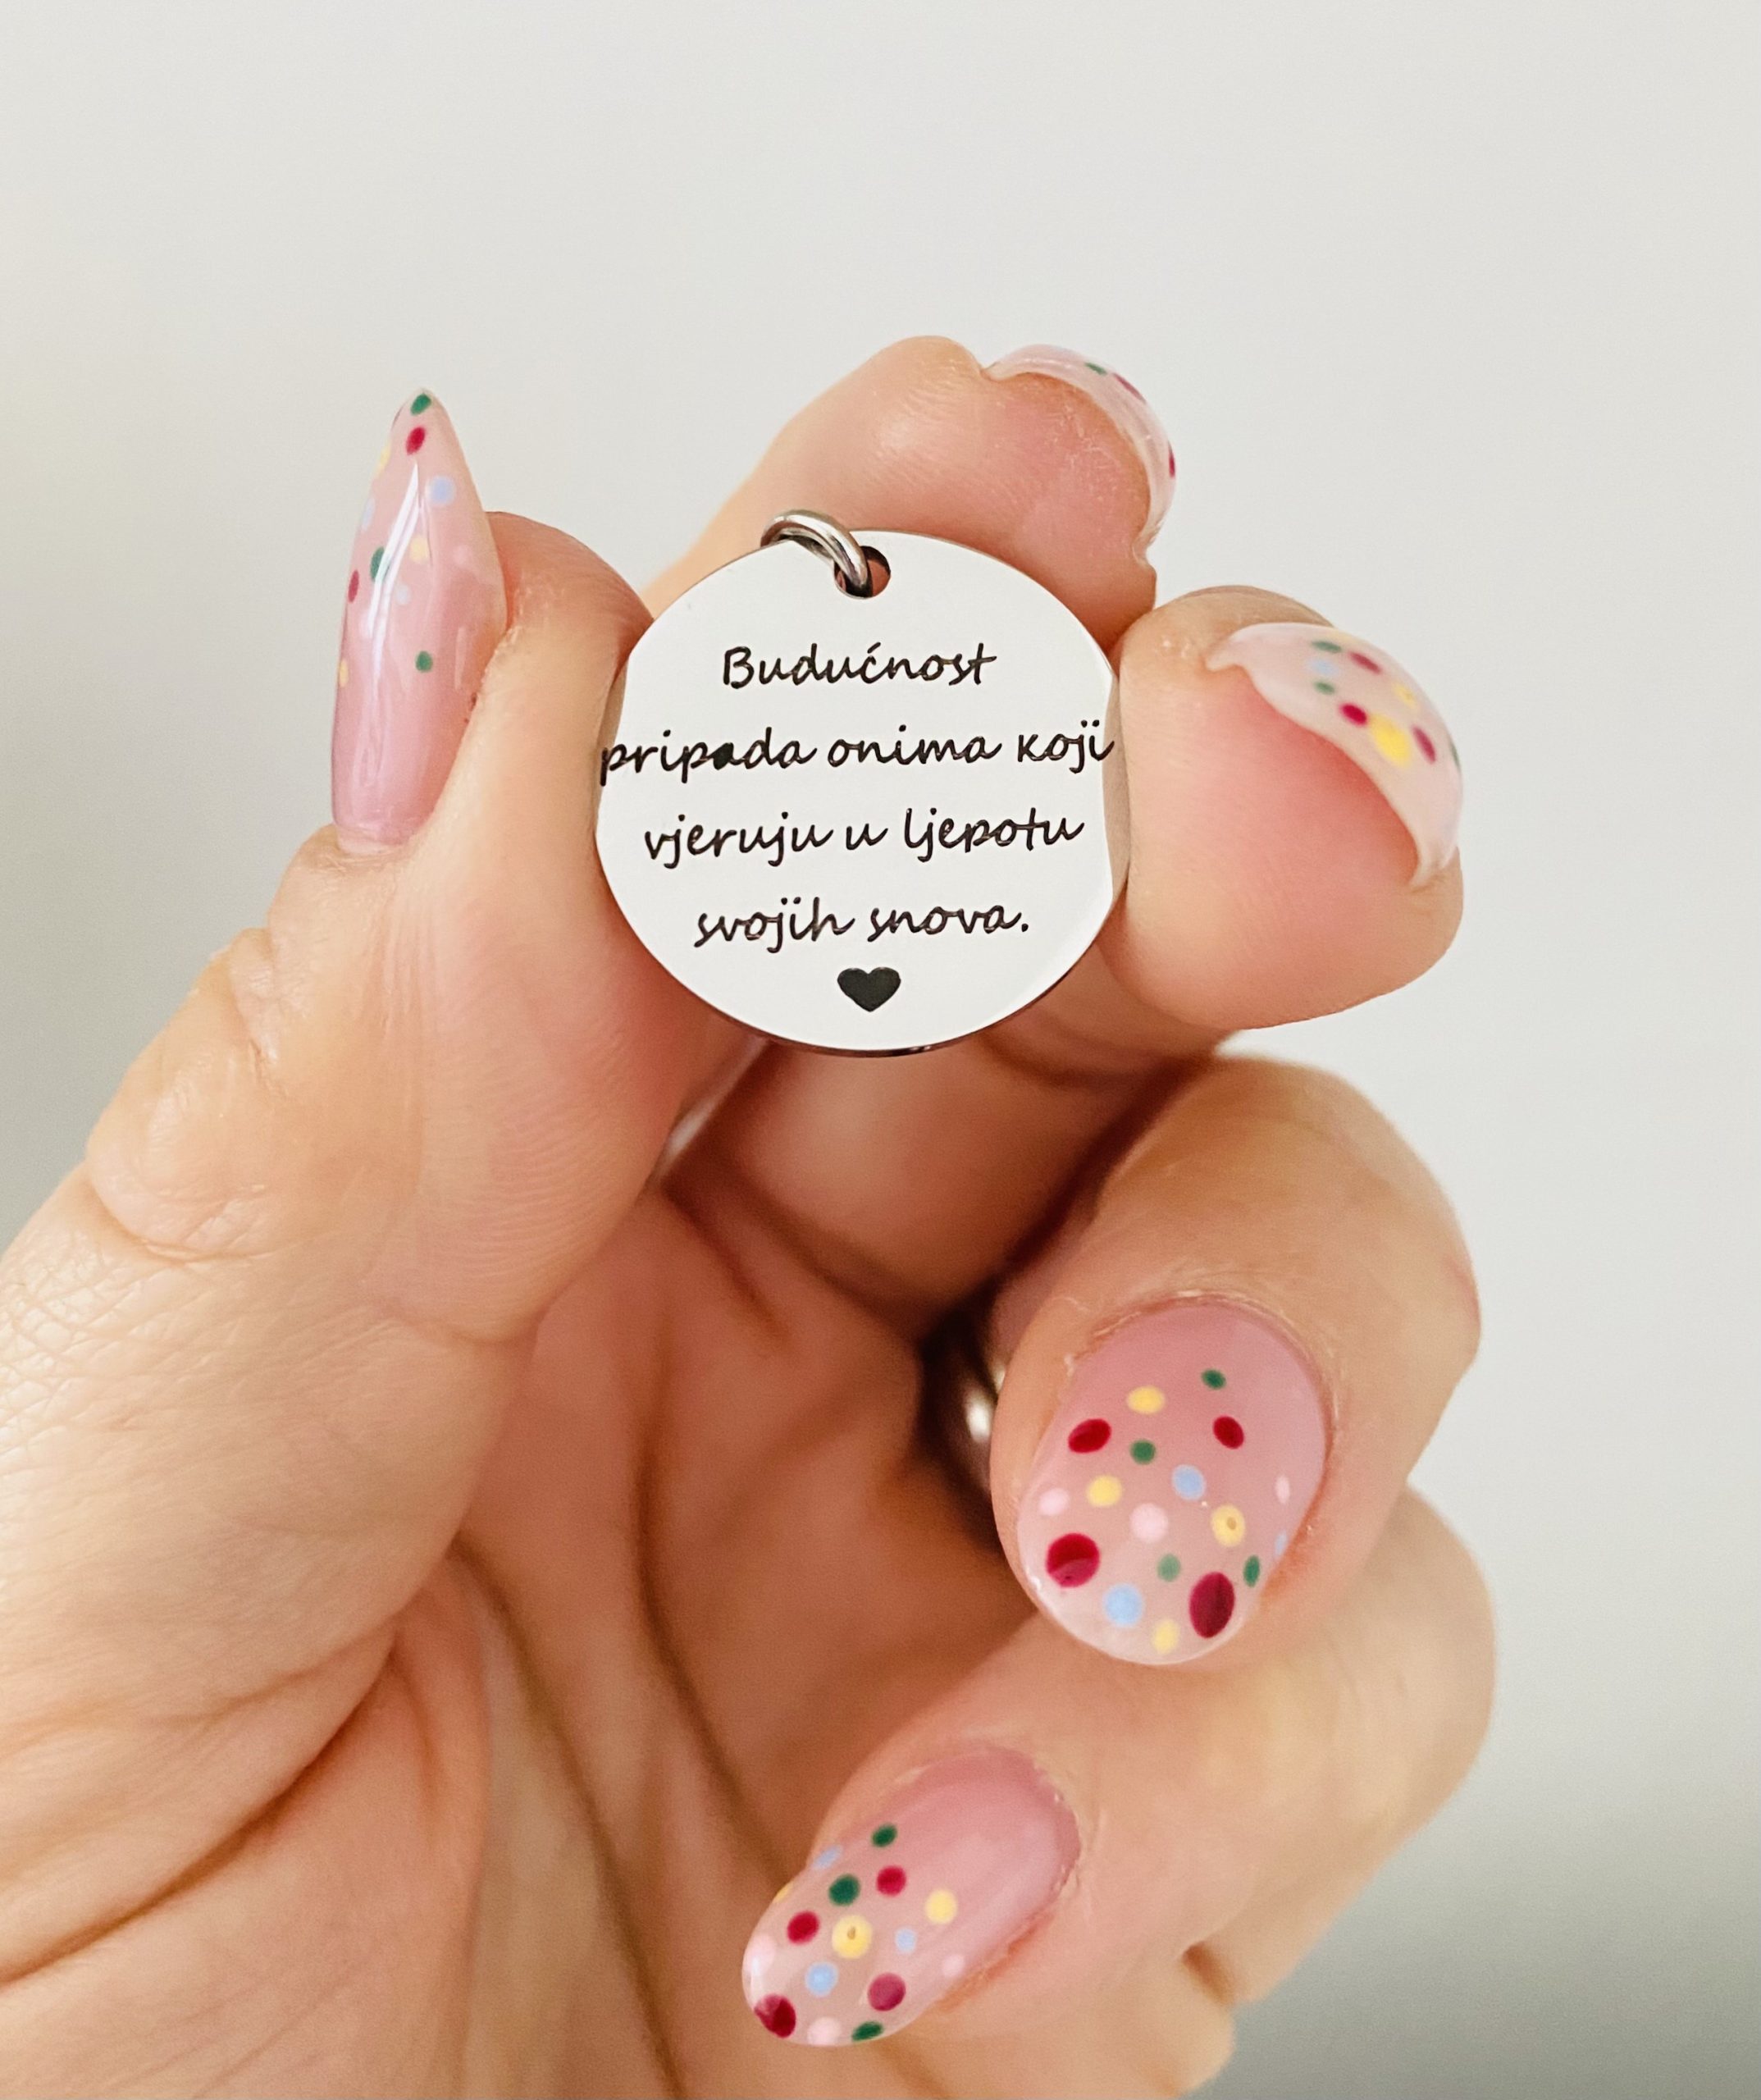 Budućnost
pripada onima koji
vjeruju u ljepotu
svojih snova.